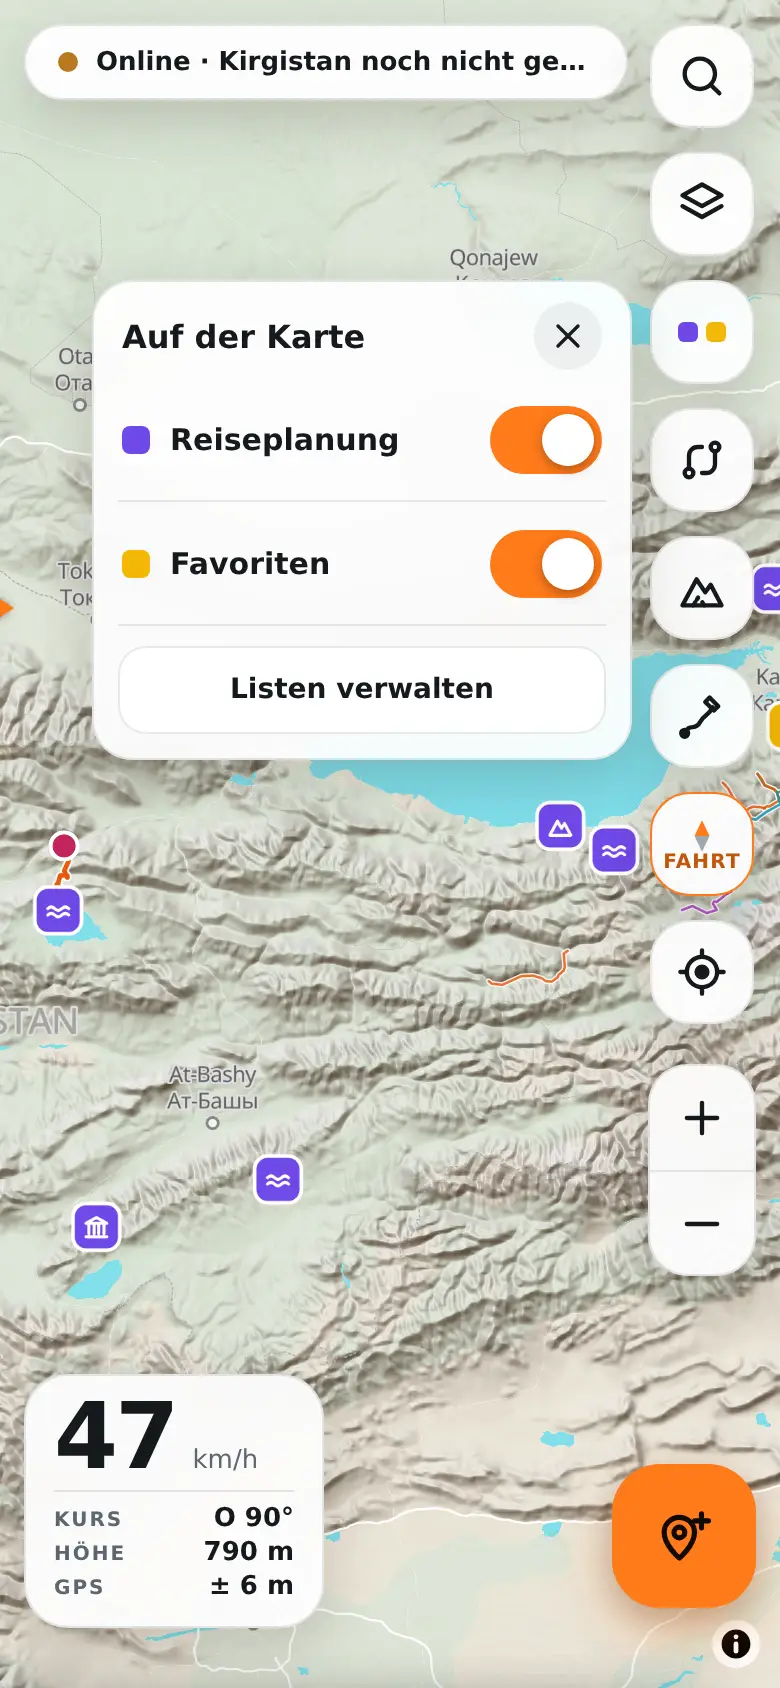 Online · Kirgistan noch nicht ge...
Qonajew
Auf der Karte
Reiseplanung
Favoriten
Listen verwalten
FAHRT
STAN
At-Bashy
Ат-Башы
47 km/h
KURS O 90°
HÖHE 790 m
GPS ± 6 m